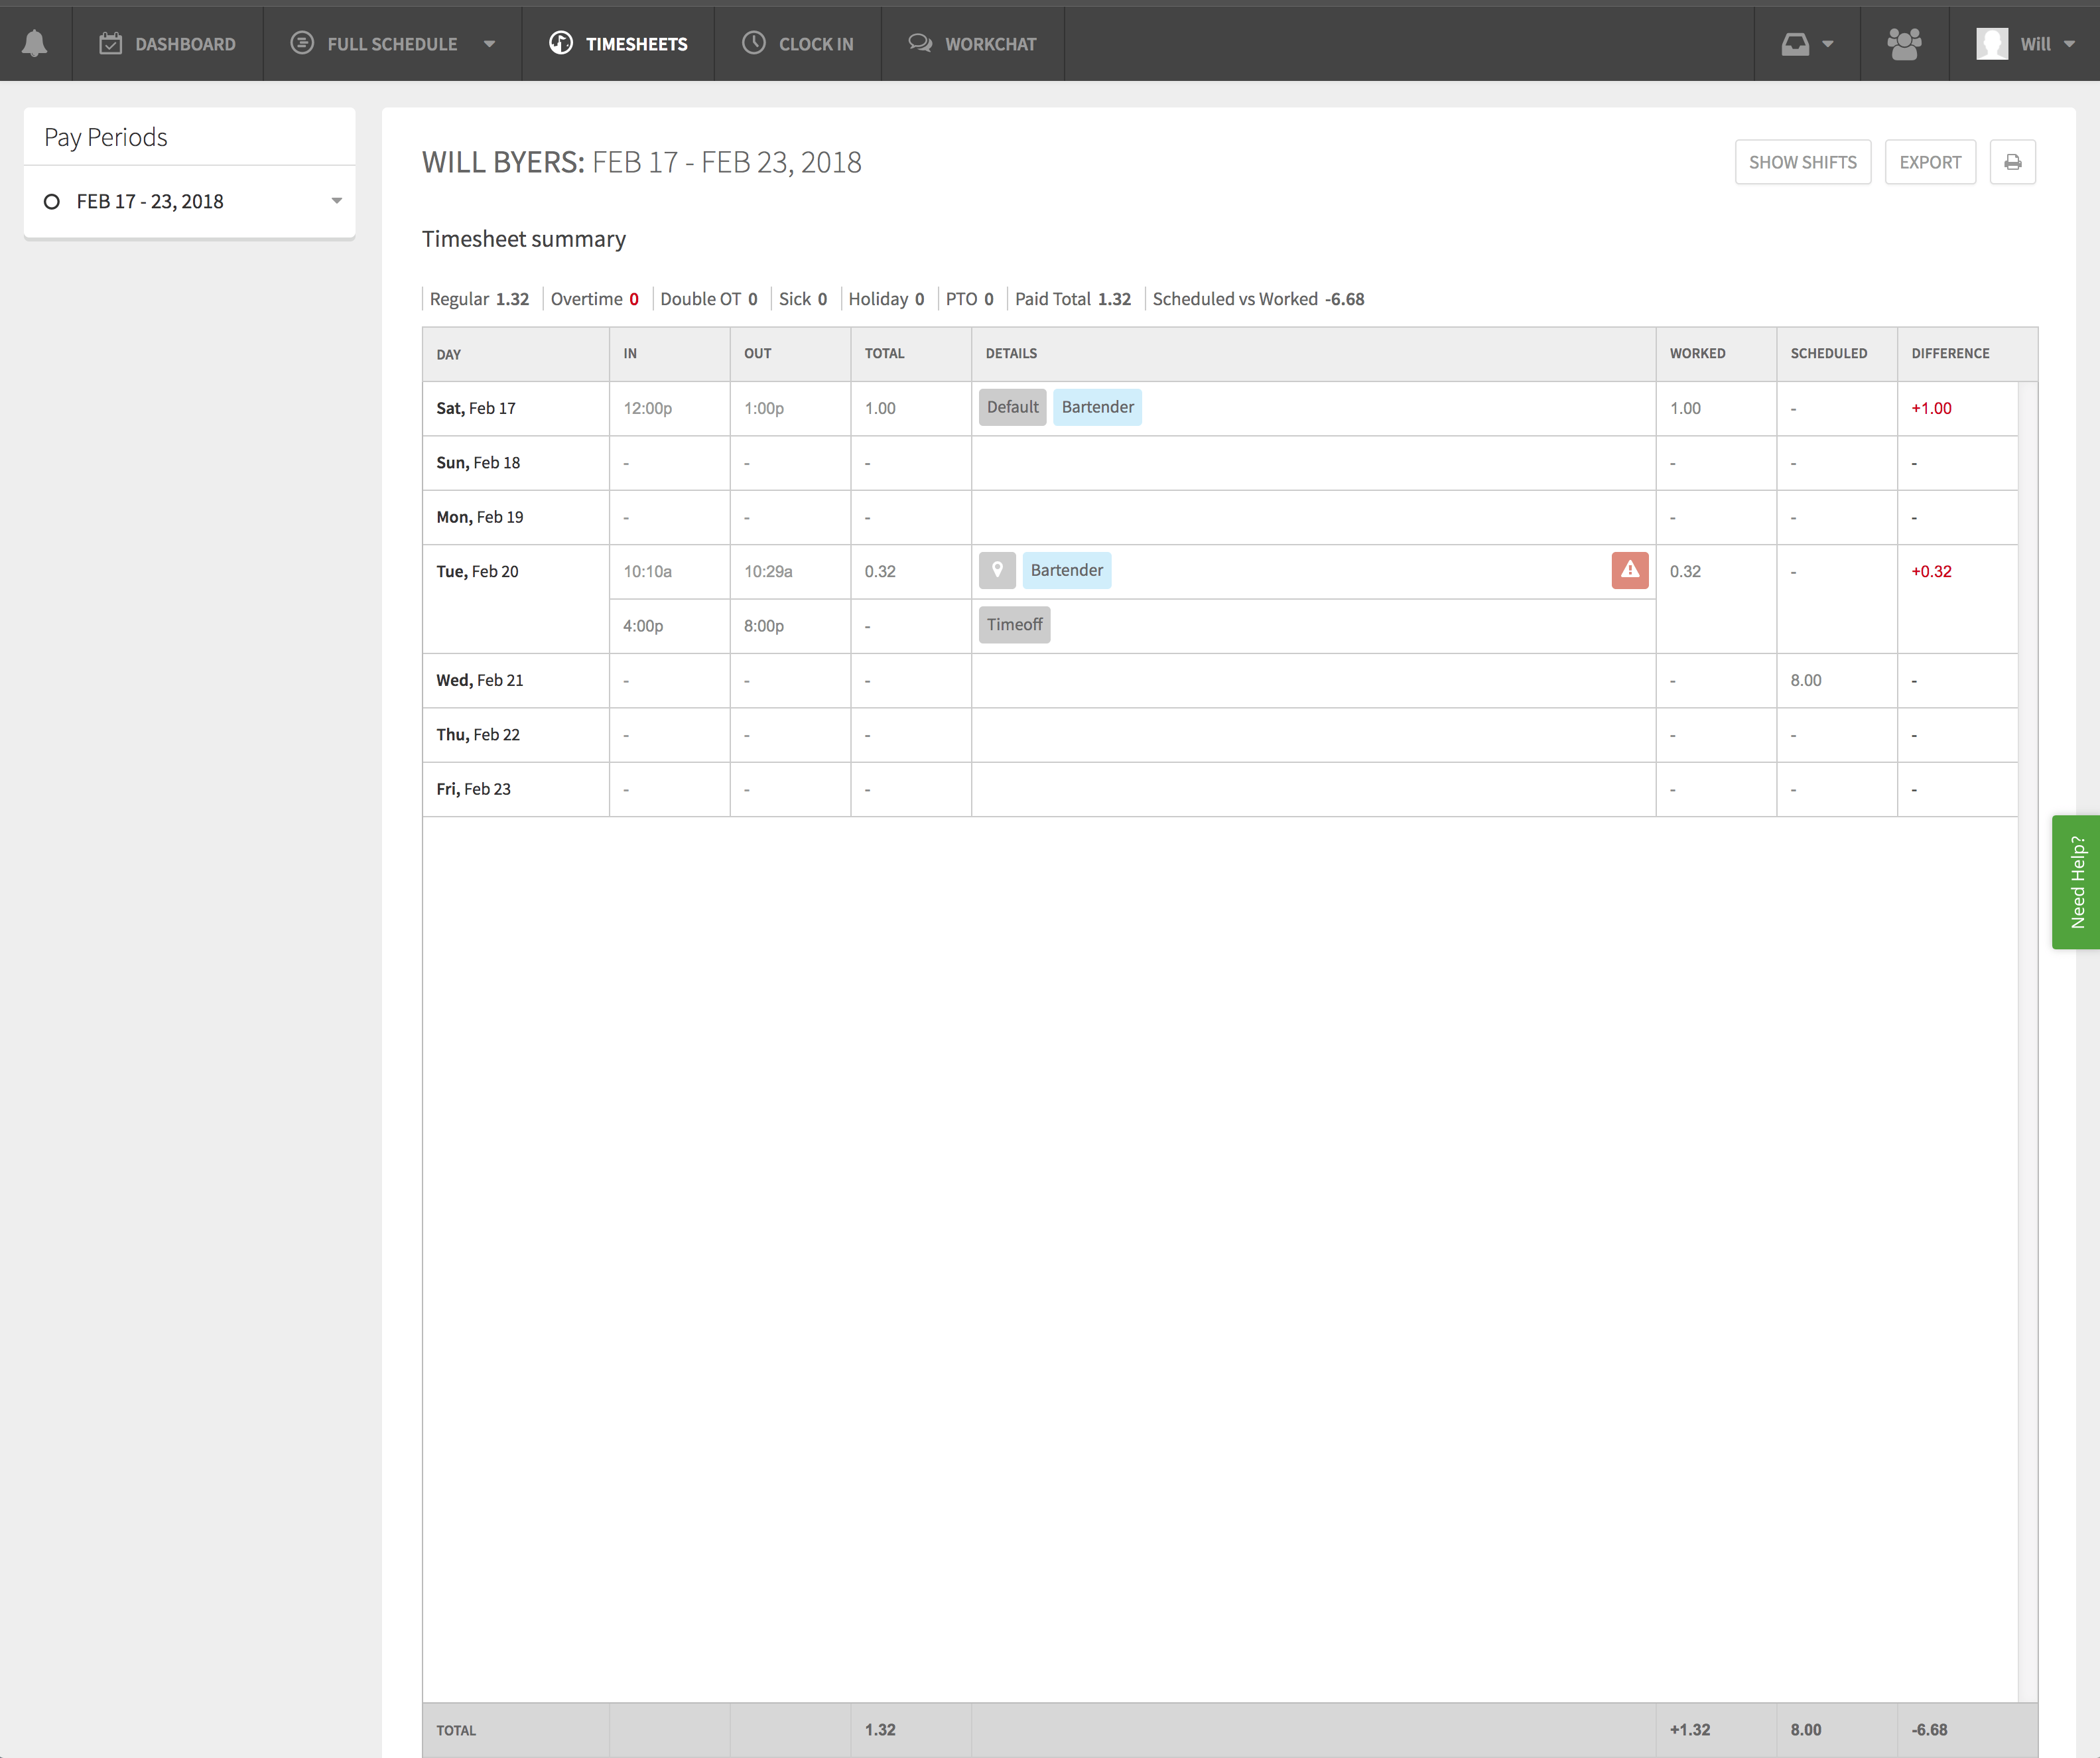 DASHBOARD FULL SCHEDULE TIMESHEETS CLOCK IN WORKCHAT Will
Pay Periods
FEB 17 - 23, 2018
WILL BYERS: FEB 17 - FEB 23, 2018 SHOW SHIFTS EXPORT
Timesheet summary
Regular 1.32 Overtime 0 Double OT 0 Sick 0 Holiday 0 PTO 0 Paid Total 1.32 Scheduled vs Worked -6.68
DAY IN OUT TOTAL DETAILS WORKED SCHEDULED DIFFERENCE
Sat, Feb 17 12:00p 1:00p 1.00 Default Bartender 1.00 - +1.00
Sun, Feb 18 - - - - - -
Mon, Feb 19 - - - - - -
Tue, Feb 20 10:10a 10:29a 0.32 Bartender 0.32 - +0.32
4:00p 8:00p - Timeoff
Wed, Feb 21 - - - - 8.00 -
Thu, Feb 22 - - - - - -
Fri, Feb 23 - - - - - -
Need Help?
TOTAL 1.32 +1.32 8.00 -6.68